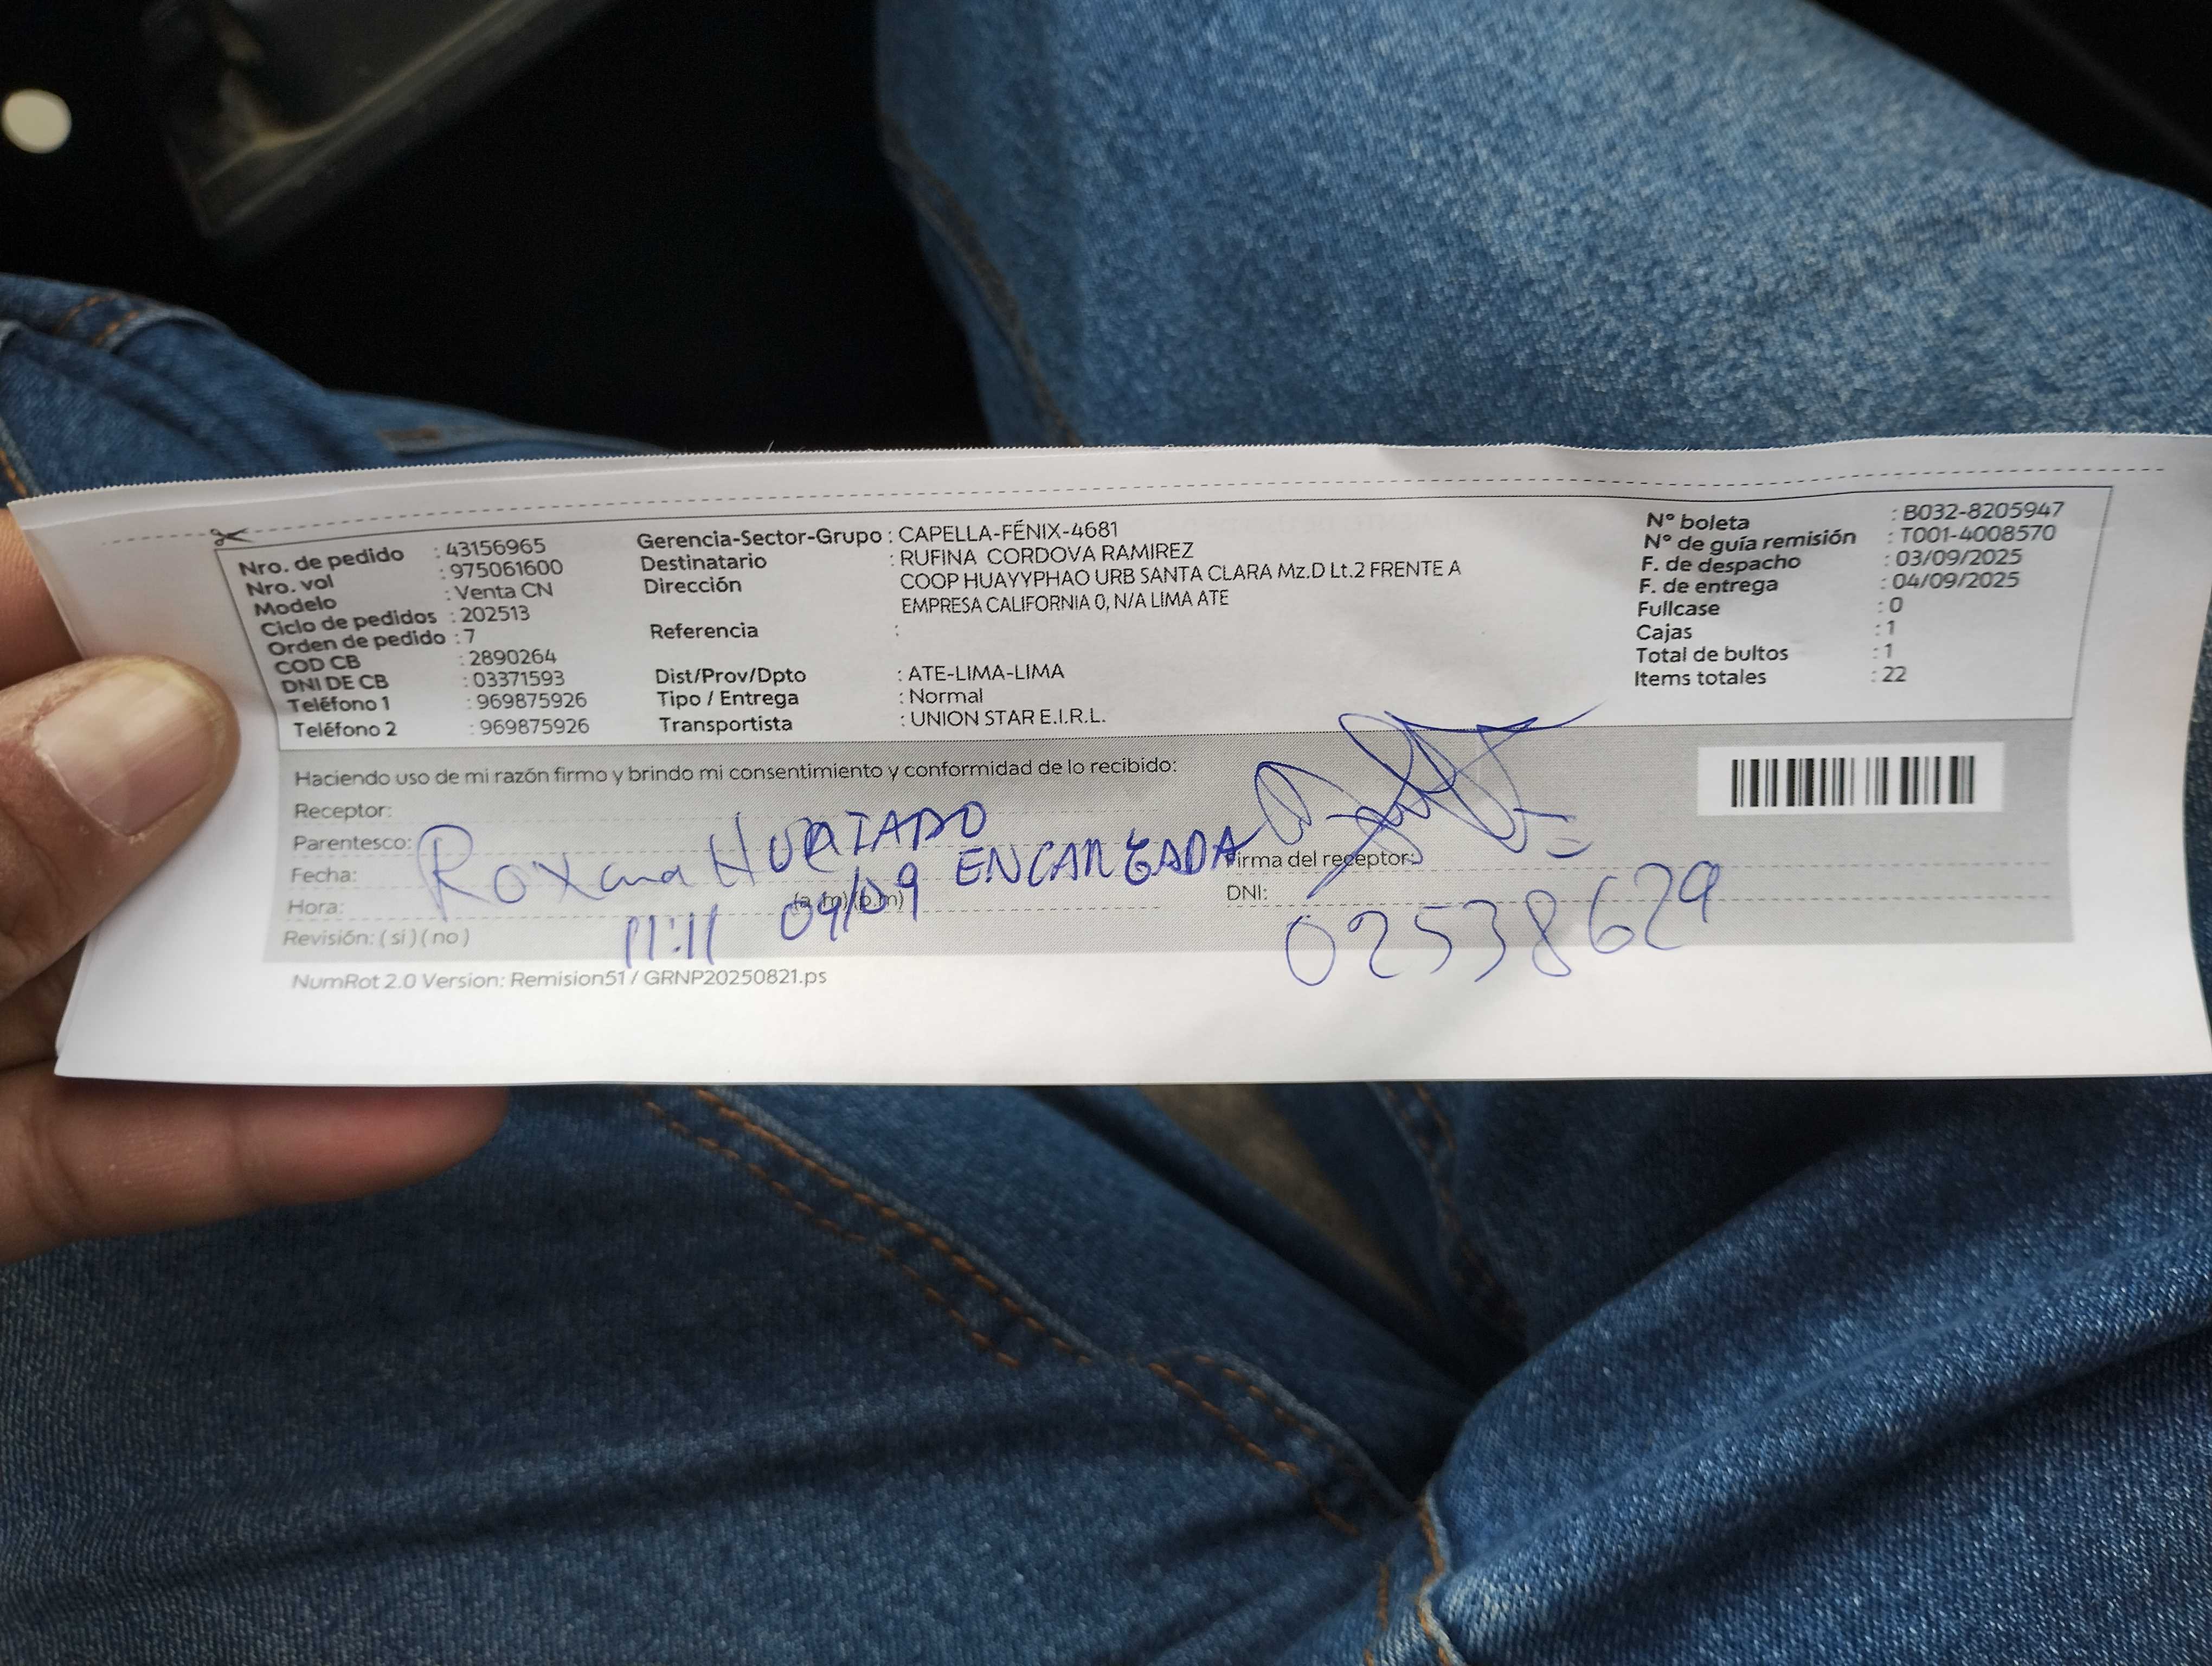 Nro. de pedido : 43156965
Nro. vol : 975061600
Modelo : Venta CN
Ciclo de pedidos : 202513
Orden de pedido : 7
COD CB : 2890264
DNI DE CB : 03371593
Teléfono 1 : 969875926
Teléfono 2 : 969875926
Gerencia-Sector-Grupo : CAPELLA-FÉNIX-4681
Destinatario : RUFINA CORDOVA RAMIREZ
Dirección COOP HUAYYPHAO URB SANTA CLARA Mz.D Lt.2 FRENTE A
EMPRESA CALIFORNIA 0, N/A LIMA ATE
Referencia :
Dist/Prov/Dpto : ATE-LIMA-LIMA
Tipo / Entrega : Normal
Transportista : UNION STAR E.I.R.L.
N° boleta : B032-8205947
N° de guía remisión : T001-4008570
F. de despacho : 03/09/2025
F. de entrega : 04/09/2025
Fullcase : 0
Cajas : 1
Total de bultos : 1
Items totales : 22
Haciendo uso de mi razón firmo y brindo mi consentimiento y conformidad de lo recibido:
Receptor:
Parentesco: Roxana HURTADO
Fecha: 09/09 ENCARGADA
Hora: 11:11 (a. m) (p.m)
Revisión: ( si ) ( no )
Firma del receptor:
DNI: 02538629
NumRot 2.0 Version: Remision51 / GRNP20250821.ps